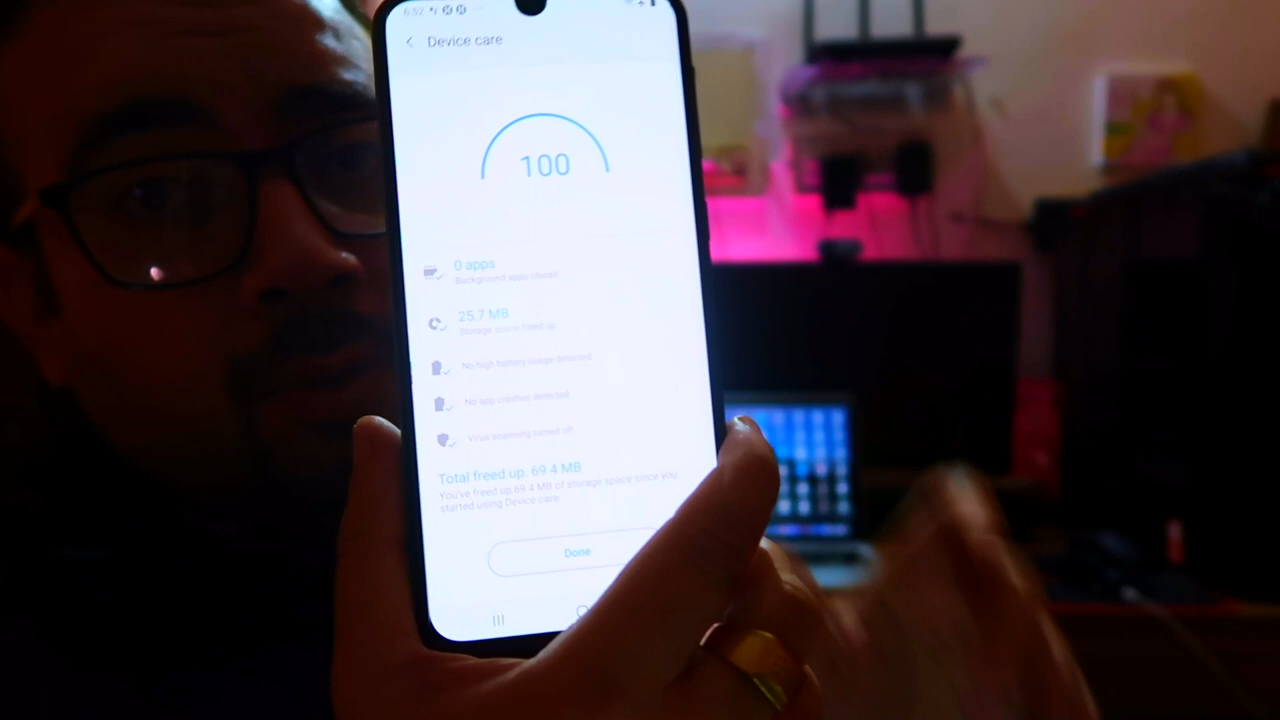 6:52
Device care
100
0 apps
Background apps closed
25.7 MB
Storage space freed up
No high battery usage detected
No app crashes detected
Virus scanning turned off
Total freed up: 69.4 MB
You've freed up 69.4 MB of storage space since you
started using Device care.
Done